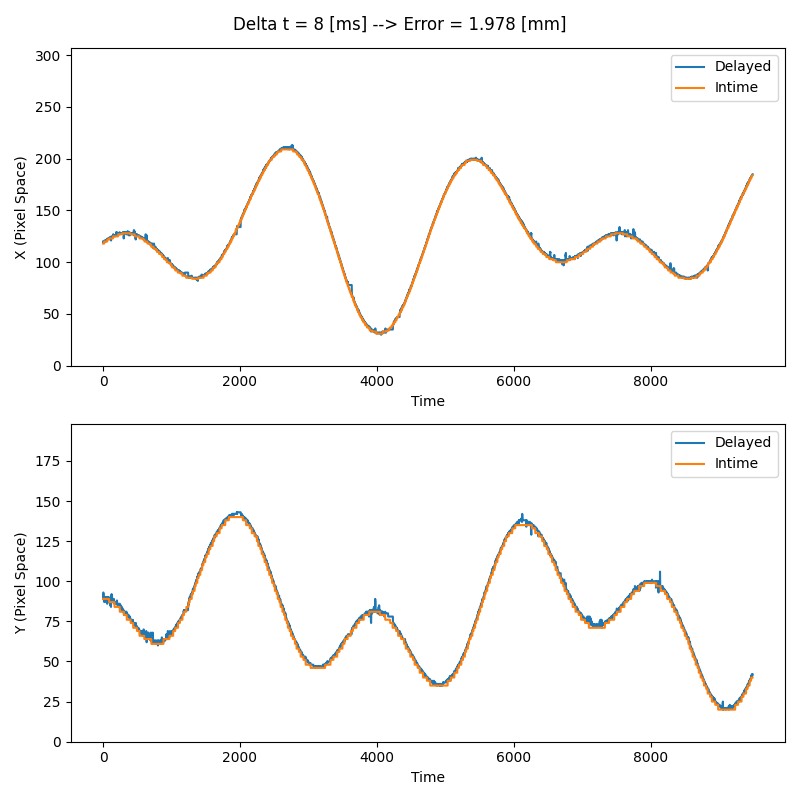 Delta t = 8 [ms] --> Error = 1.978 [mm]
300
250
200
150
100
50
0
X (Pixel Space)
Delayed
Intime
0 2000 4000 6000 8000
Time
175
150
125
100
75
50
25
0
Y (Pixel Space)
Delayed
Intime
0 2000 4000 6000 8000
Time